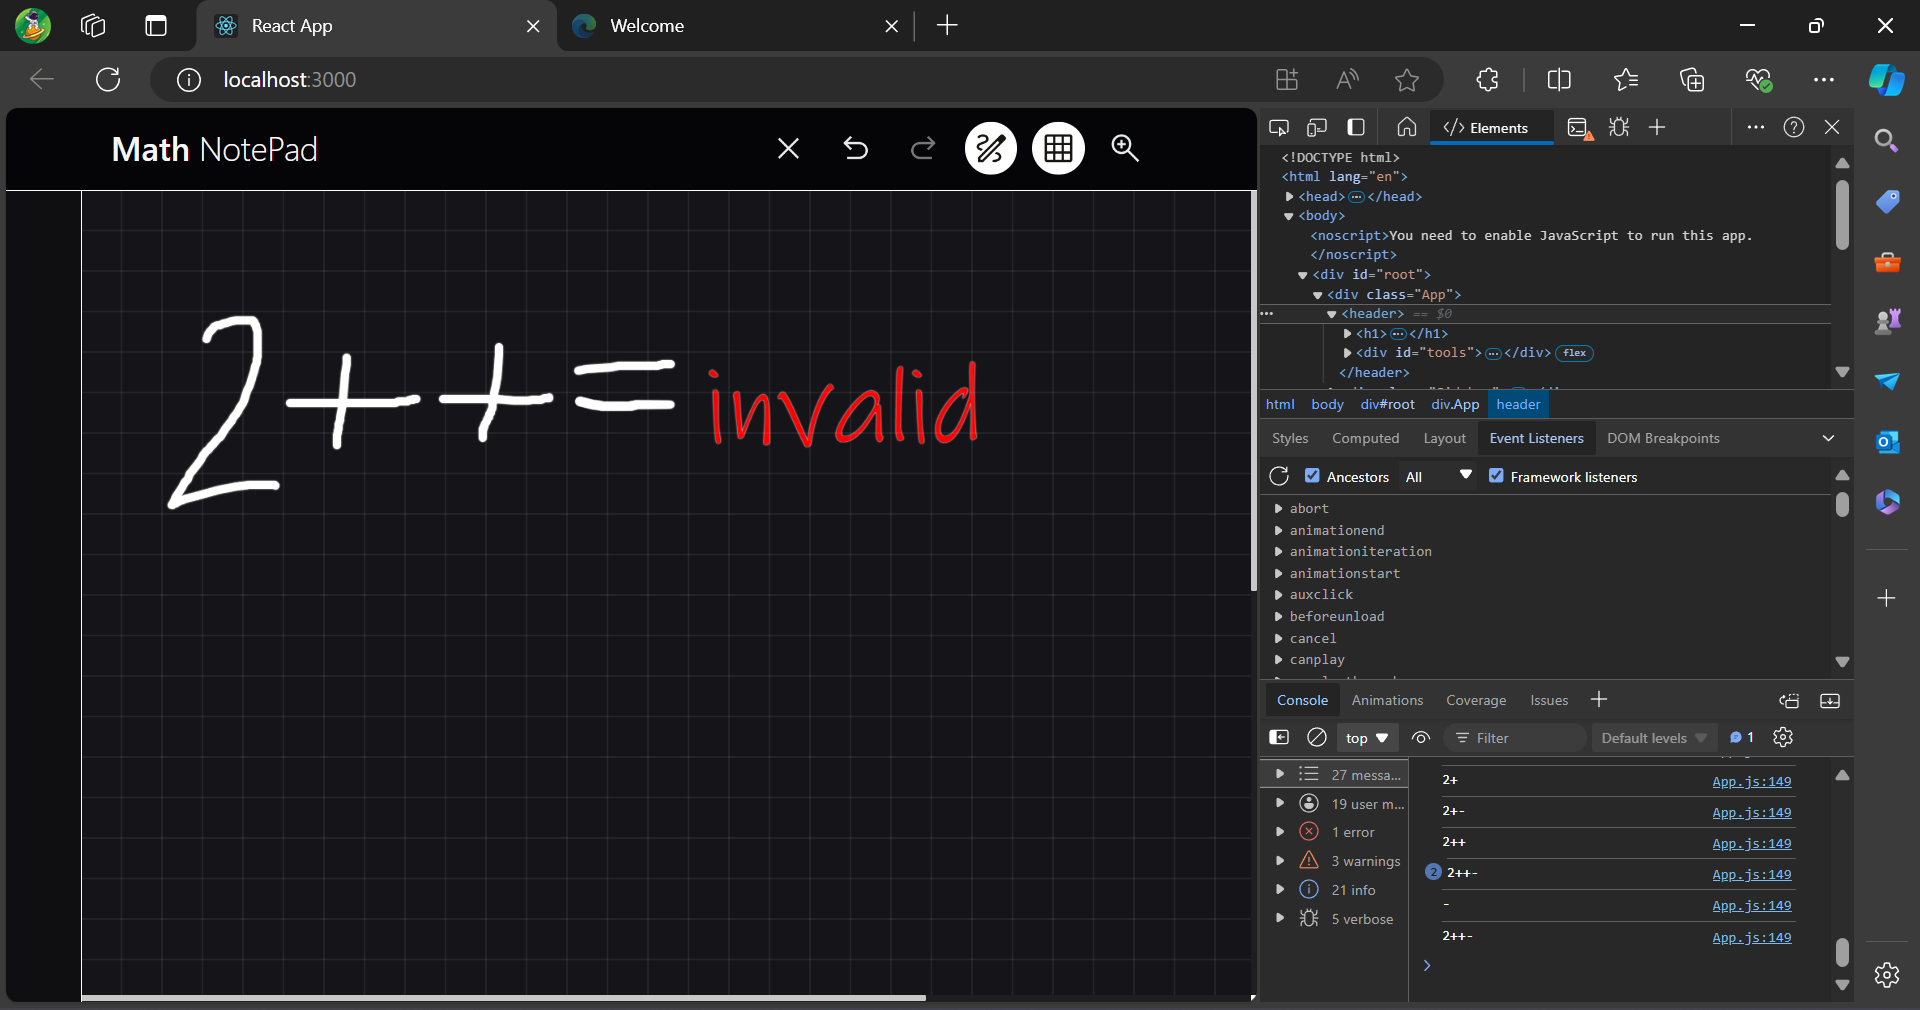 React App
Welcome
localhost:3000
Math NotePad
2++=invalid
Elements
<!DOCTYPE html>
<html lang="en">
<head>…</head>
<body>
<noscript>You need to enable JavaScript to run this app.
</noscript>
<div id="root">
<div class="App">
<header> == $0
<h1>…</h1>
<div id="tools">…</div> flex
</header>
html body div#root div.App header
Styles Computed Layout Event Listeners DOM Breakpoints
Ancestors All Framework listeners
abort
animationend
animationiteration
animationstart
auxclick
beforeunload
cancel
canplay
Console Animations Coverage Issues
top Filter Default levels 1
27 messa...
19 user m...
1 error
3 warnings
21 info
5 verbose
2+ App.js:149
2+- App.js:149
2++ App.js:149
2 2++- App.js:149
- App.js:149
2++- App.js:149